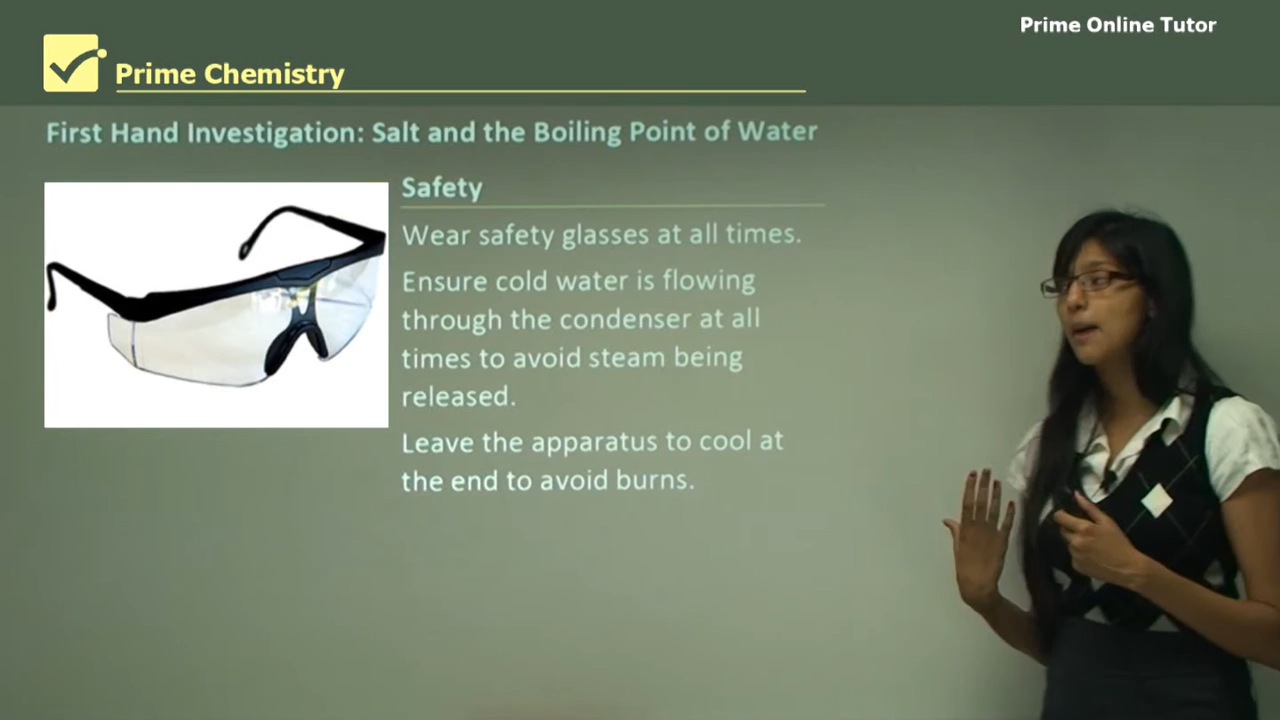 Prime Online Tutor
Prime Chemistry
First Hand Investigation: Salt and the Boiling Point of Water
Safety
Wear safety glasses at all times.
Ensure cold water is flowing
through the condenser at all
times to avoid steam being
released.
Leave the apparatus to cool at
the end to avoid burns.